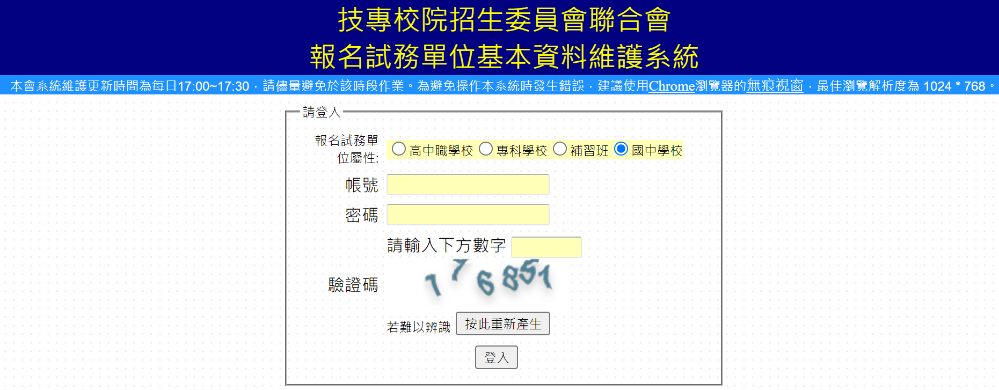 技專校院招生委員會聯合會
報名試務單位基本資料維護系統
本會系統維護更新時間為每日17:00~17:30，請儘量避免於該時段作業。為避免操作本系統時發生錯誤，建議使用Chrome瀏覽器的無痕視窗，最佳瀏覽解析度為 1024 * 768。
請登入
報名試務單
位屬性:
高中職學校 專科學校 補習班 國中學校
帳號
密碼
請輸入下方數字
驗證碼
176851
若難以辨識 按此重新產生
登入